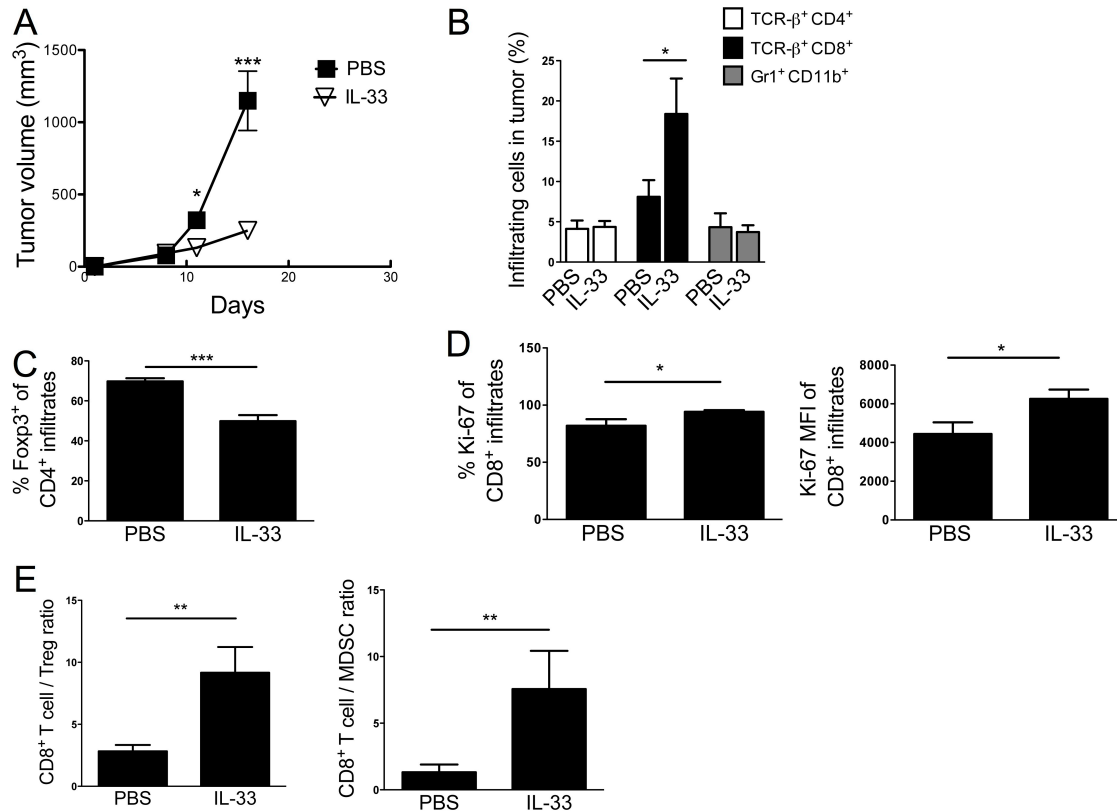 A
Tumor volume (mm³)
1500
1000
500
0
0
10
20
30
Days
***
*
PBS
IL-33
B
TCR-β⁺ CD4⁺
TCR-β⁺ CD8⁺
Gr1⁺ CD11b⁺
Infiltrating cells in tumor (%)
25
20
15
10
5
0
*
PBS
IL-33
PBS
IL-33
PBS
IL-33
C
% Foxp3⁺ of
CD4⁺ infiltrates
80
60
40
20
0
***
PBS
IL-33
D
% Ki-67 of
CD8⁺ infiltrates
150
100
50
0
*
PBS
IL-33
Ki-67 MFI of
CD8⁺ infiltrates
8000
6000
4000
2000
0
*
PBS
IL-33
E
CD8⁺ T cell / Treg ratio
15
10
5
0
**
PBS
IL-33
CD8⁺ T cell / MDSC ratio
15
10
5
0
**
PBS
IL-33